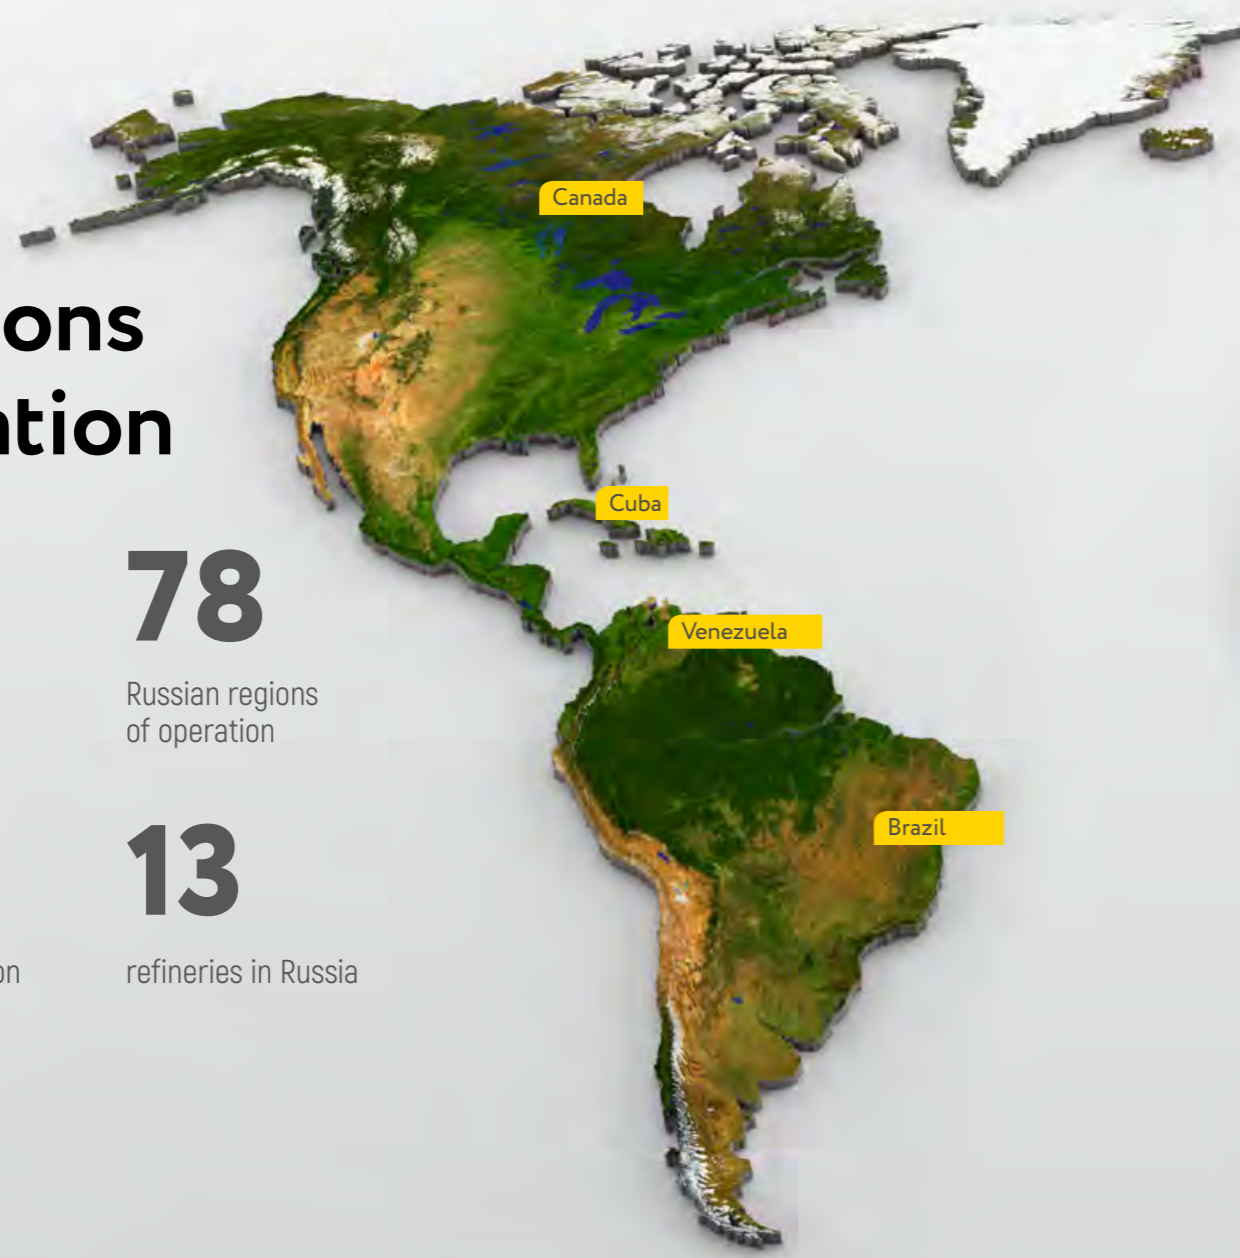 ons
ation
78
Russian regions
of operation
13
on
refineries in Russia
Canada
Cuba
Venezuela
Brazil